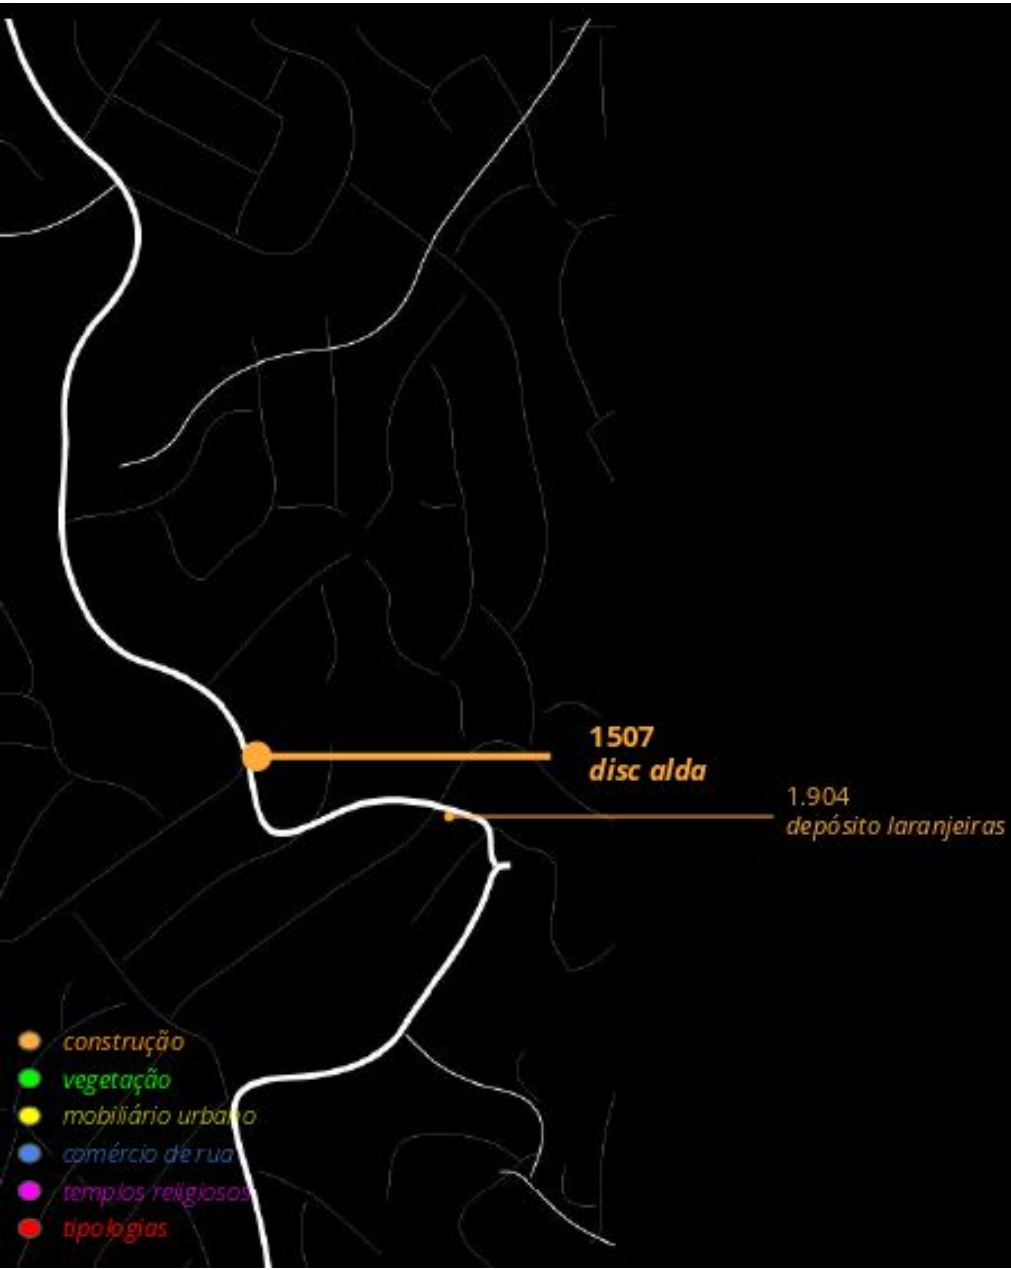 1507
disc alda
1.904
depósito laranjeiras
construção
vegetação
mobiliário urbano
comércio de rua
templos religiosos
tipologias